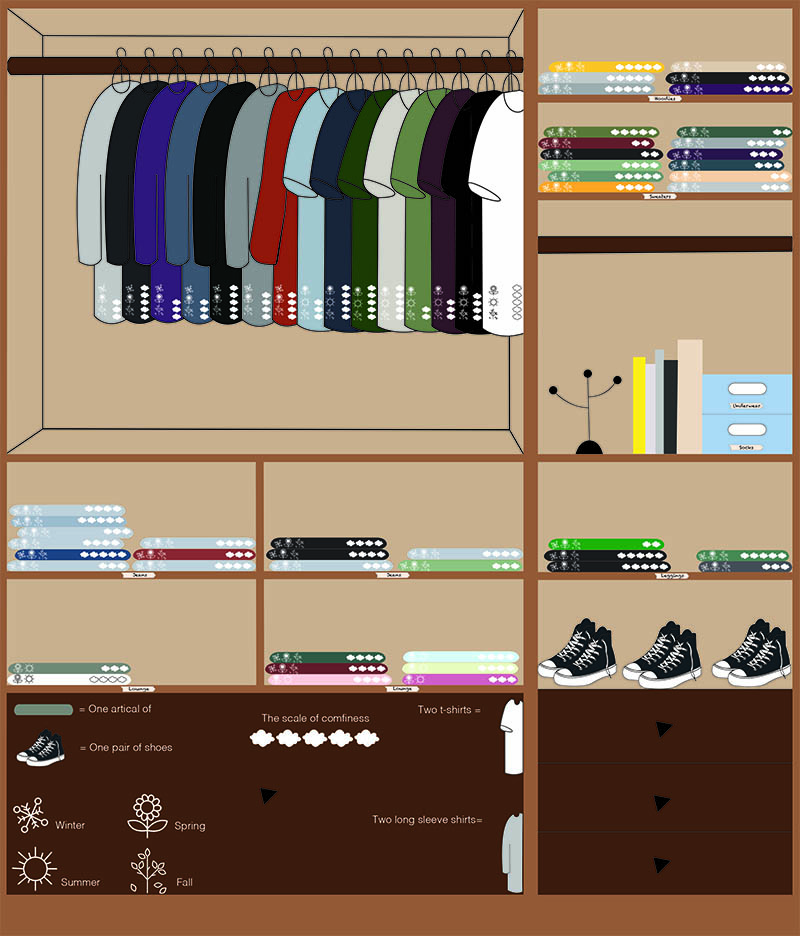 Hoodies
Sweaters
Underwear
Socks
Jeans
Jeans
Leggings
Lounge
Lounge
= One artical of
The scale of comfiness
Two t-shirts =
= One pair of shoes
Two long sleeve shirts=
Winter
Spring
Summer
Fall